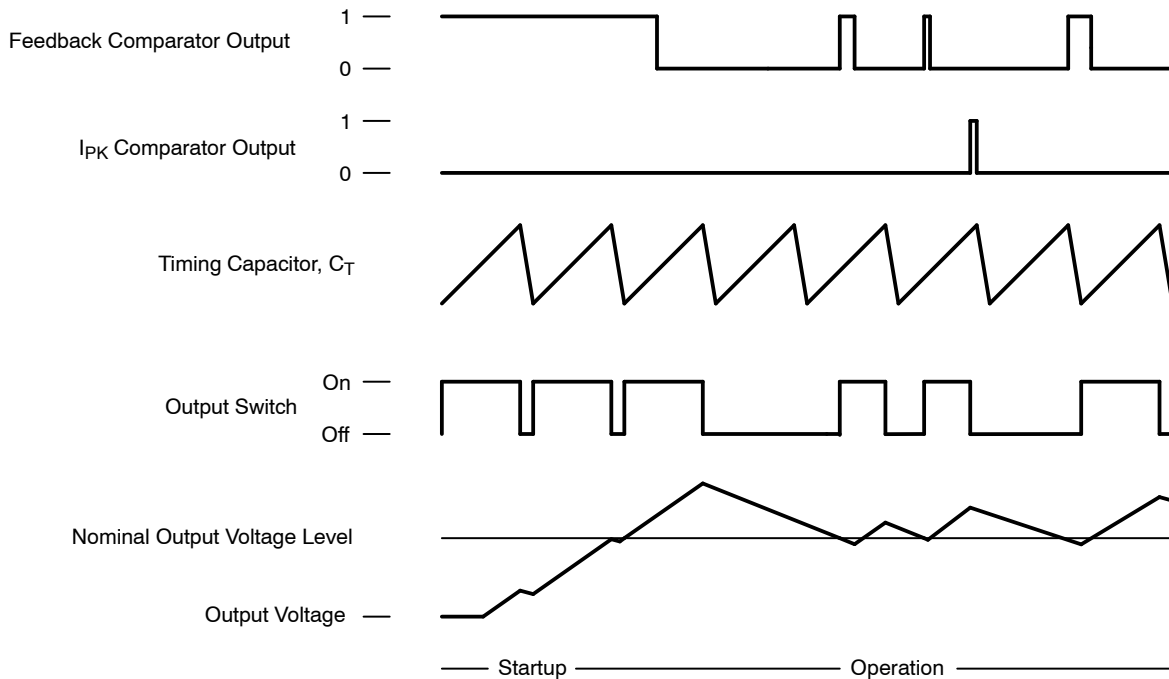 1
Feedback Comparator Output
0
1
IPK Comparator Output
0
Timing Capacitor, CT
On
Output Switch
Off
Nominal Output Voltage Level
Output Voltage
Startup
Operation